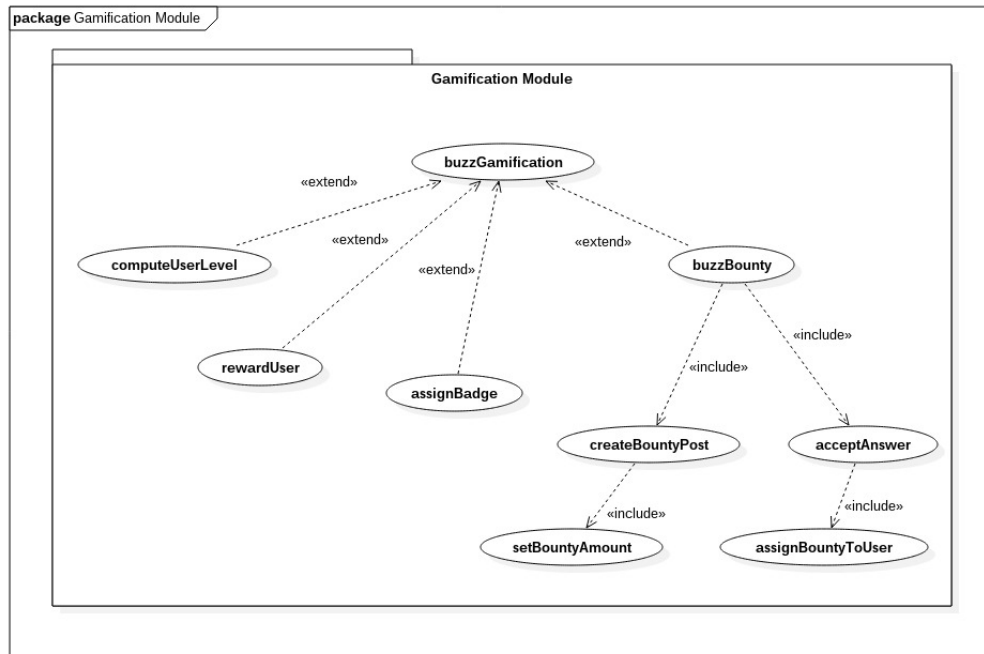 package Gamification Module
Gamification Module
buzzGamification
«extend»
«extend»
«extend»
«extend»
computeUserLevel
buzzBounty
«include»
rewardUser
«include»
assignBadge
createBountyPost
acceptAnswer
«include»
«include»
setBountyAmount
assignBountyToUser